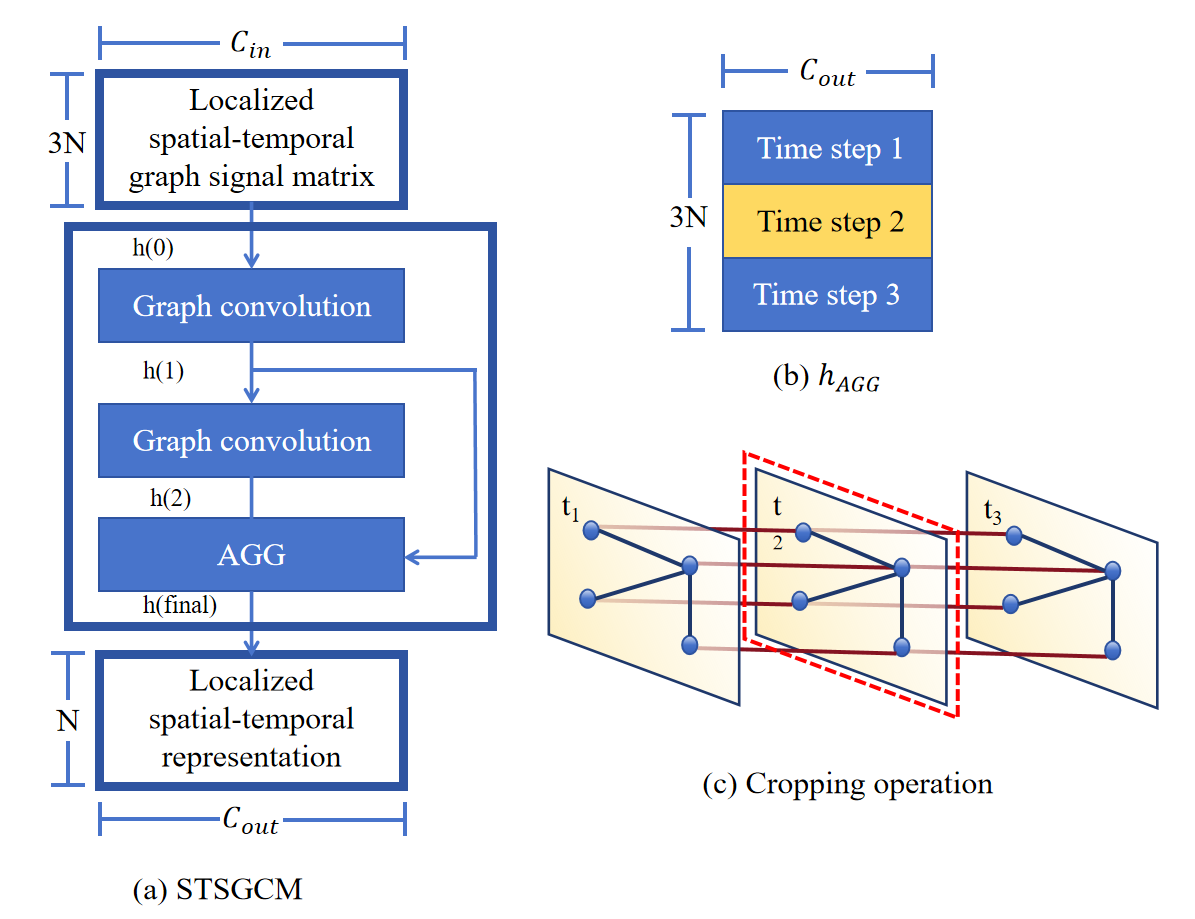 C_in
3N
Localized
spatial-temporal
graph signal matrix
h(0)
Graph convolution
h(1)
Graph convolution
h(2)
AGG
h(final)
N
Localized
spatial-temporal
representation
C_out
(a) STSGCM
C_out
3N
Time step 1
Time step 2
Time step 3
(b) h_AGG
t_1
t
2
t_3
(c) Cropping operation